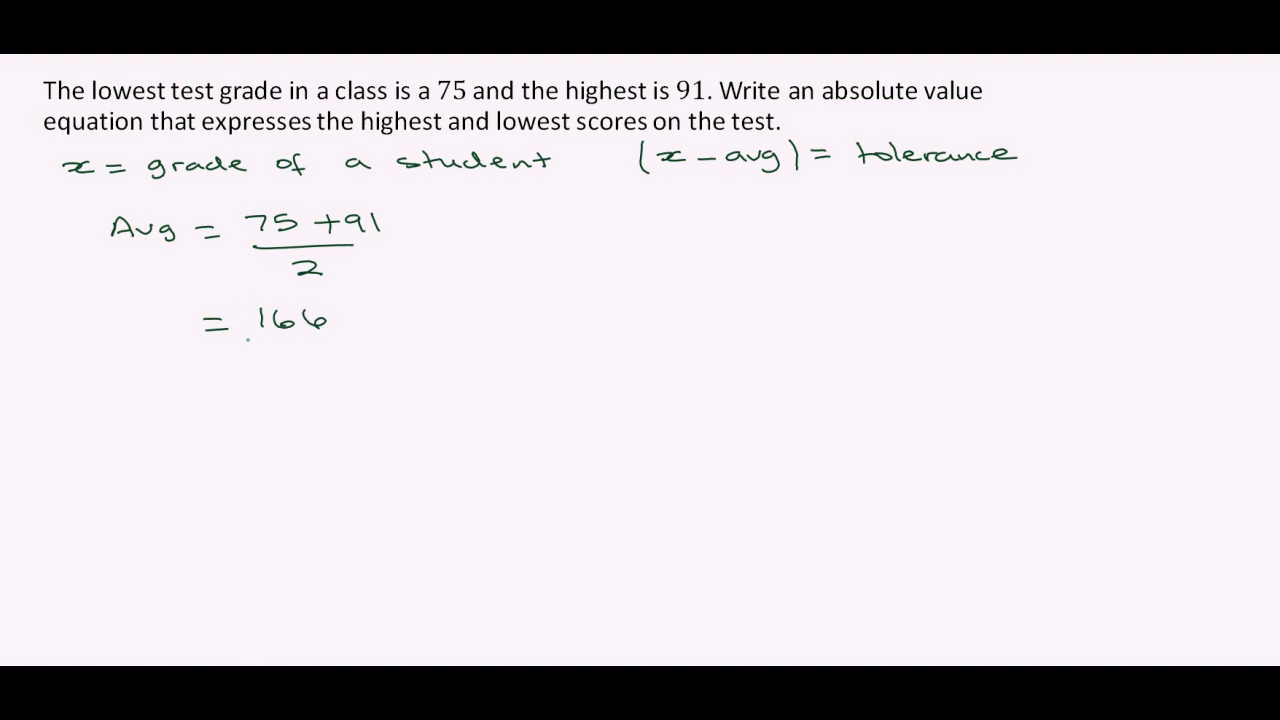 The lowest test grade in a class is a 75 and the highest is 91. Write an absolute value
equation that expresses the highest and lowest scores on the test.
x = grade of a student |x - avg| = tolerance
Avg = 75 + 91
2
= 166